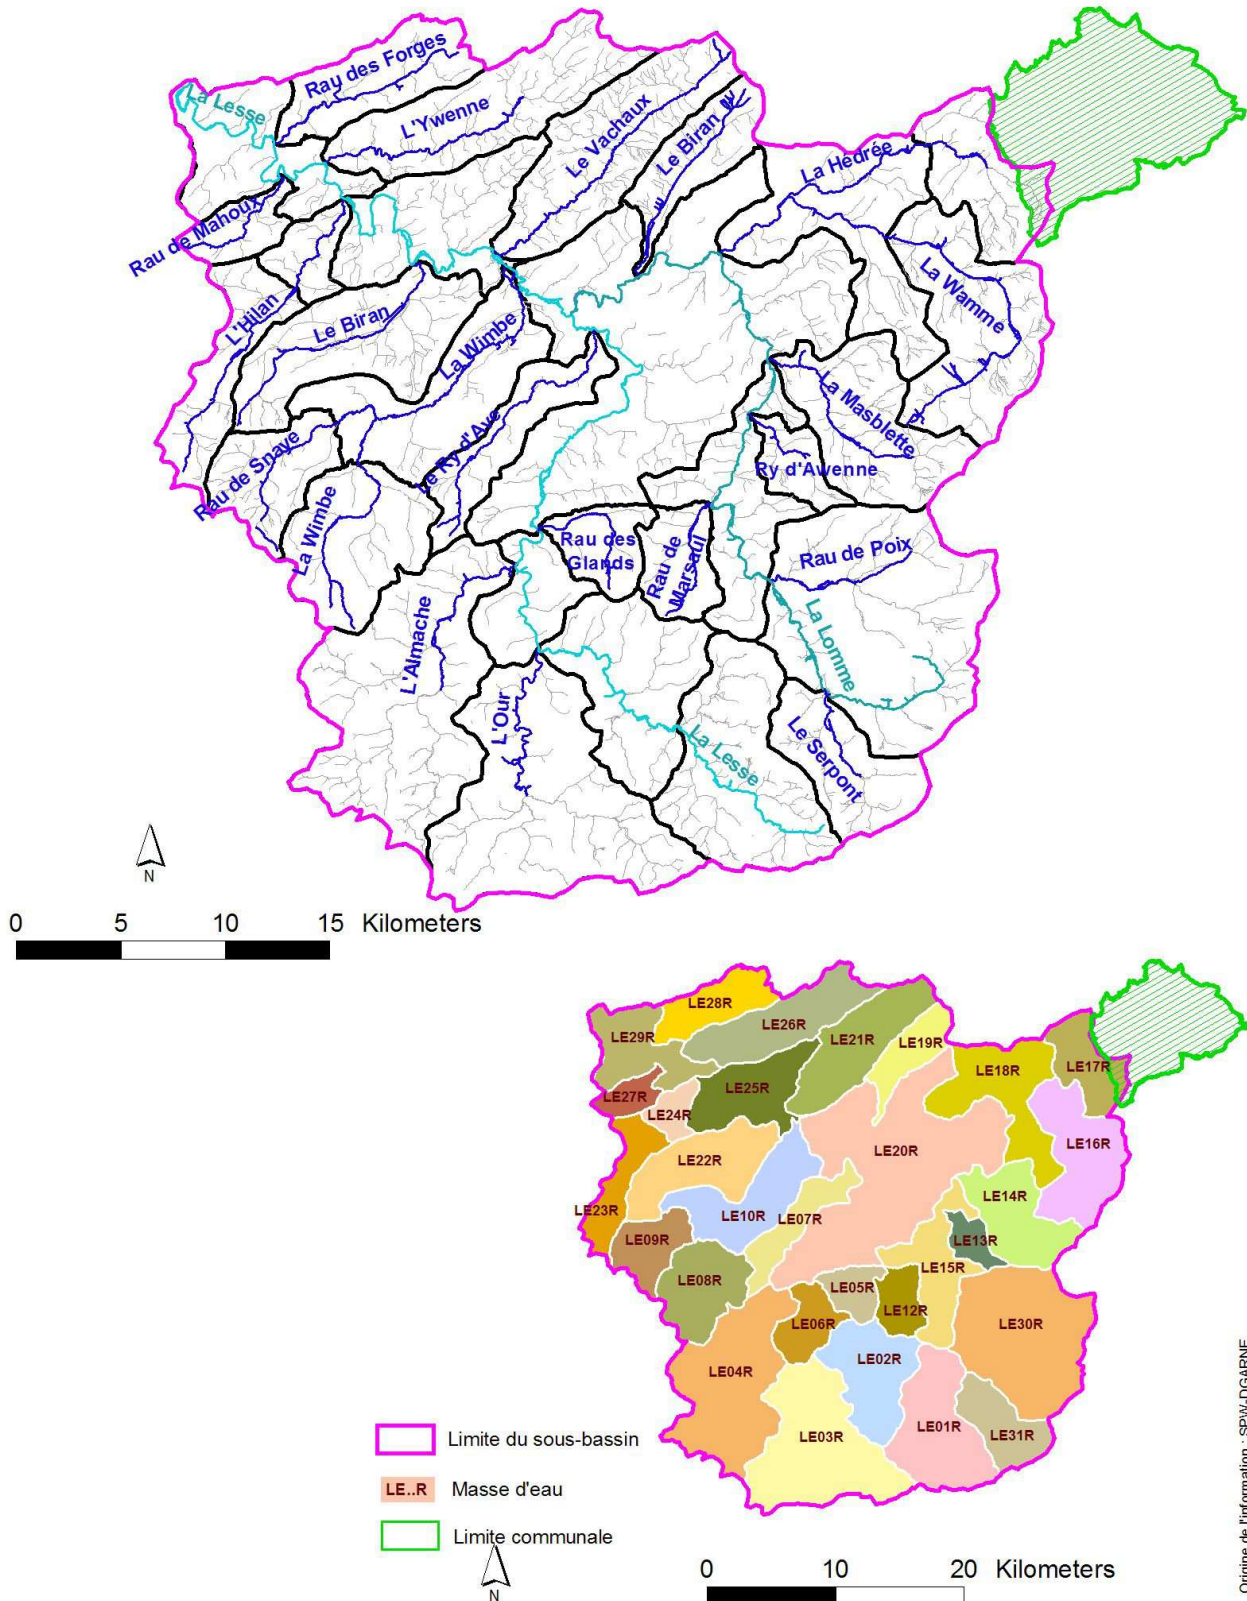 Rau des Forges
La Lesse
L'Ywenne
Le Vachaux
Le Biran
La Hédrée
Rau de Mahoux
L'Hilan
Le Biran
La Wimbe
La Wamme
La Masblette
Le Ry d'Ave
Rau de Snaye
Ry d'Awenne
La Wimbe
Rau des
Glands
Rau de
Marsaul
Rau de Poix
L'Almache
La Lomme
L'Our
La Lesse
Le Serpont
N
0 5 10 15 Kilometers
LE28R
LE26R
LE29R
LE21R
LE19R
LE18R
LE17R
LE27R
LE25R
LE24R
LE16R
LE22R
LE20R
LE14R
LE23R
LE10R
LE07R
LE09R
LE13R
LE15R
LE08R
LE05R
LE12R
LE06R
LE30R
LE02R
LE04R
LE03R
LE01R
LE31R
Limite du sous-bassin
LE..R Masse d'eau
Limite communale
N
0 10 20 Kilometers
Origine de l'information : SPW-DGARNE